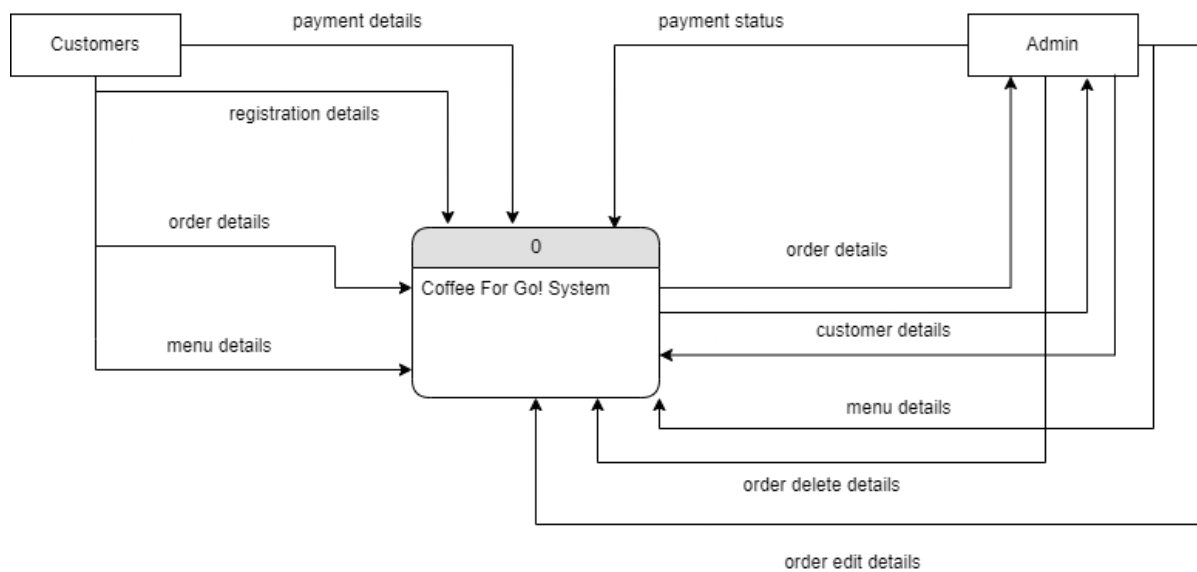 payment details
payment status
Customers
Admin
registration details
order details
0
order details
Coffee For Go! System
customer details
menu details
menu details
order delete details
order edit details